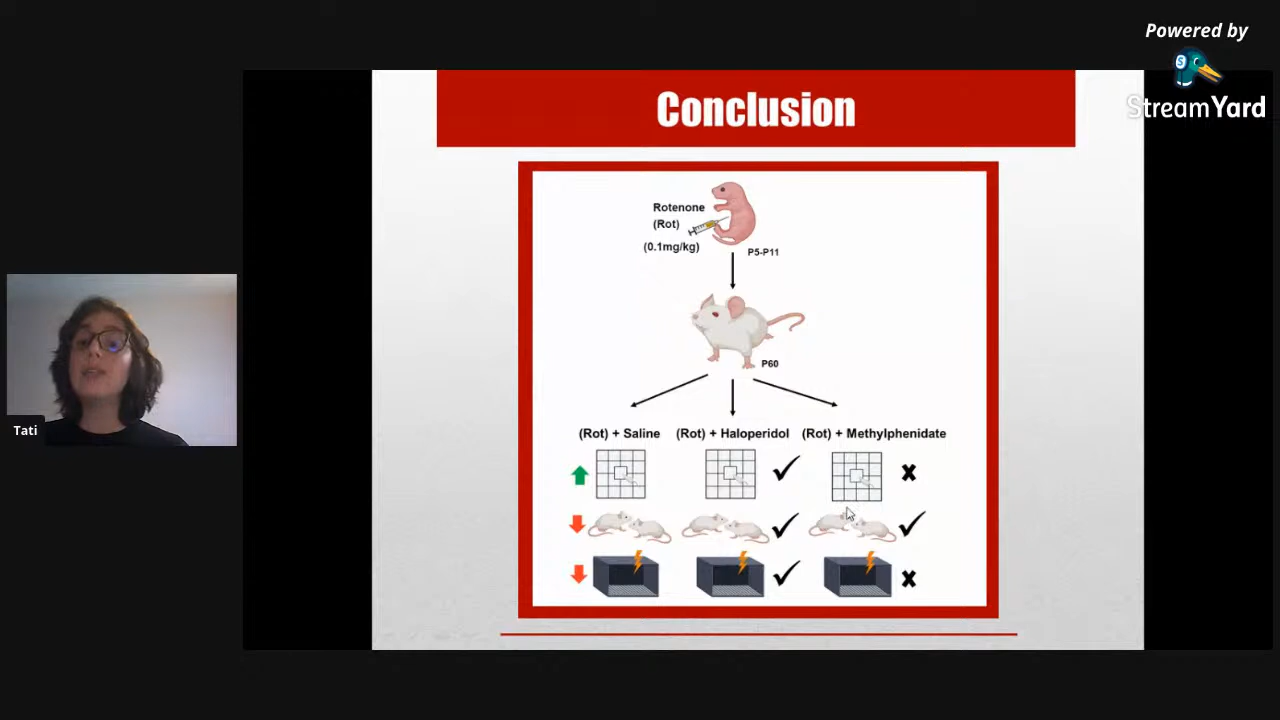 Powered by
StreamYard
Conclusion
Rotenone
(Rot)
(0.1mg/kg)
P5-P11
P60
(Rot) + Saline
(Rot) + Haloperidol
(Rot) + Methylphenidate
Tati